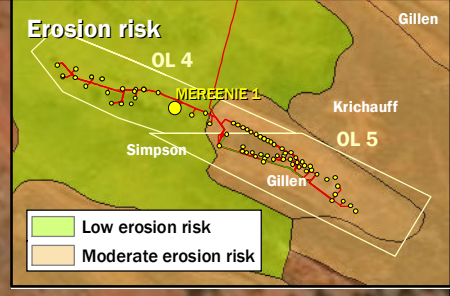 Gillen
Erosion risk
OL 4
MEREENIE 1
Krichauff
OL 5
Simpson
Gillen
Low erosion risk
Moderate erosion risk